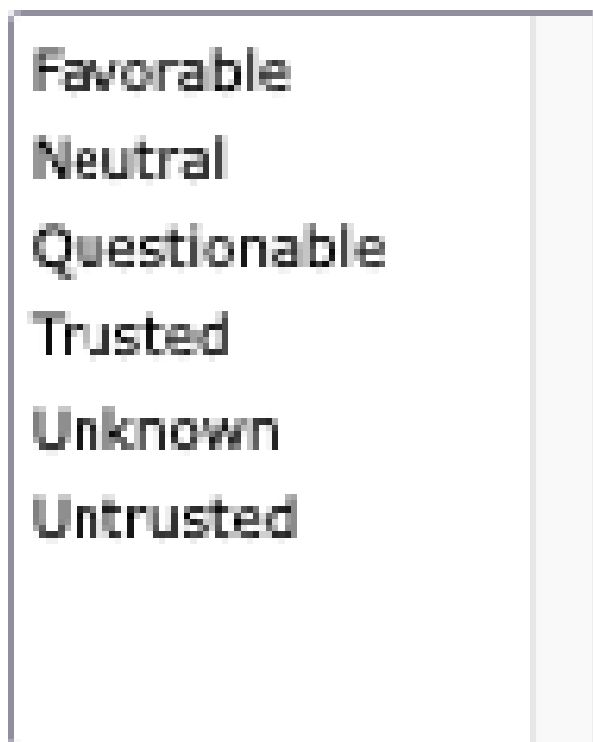 Favorable
Neutral
Questionable
Trusted
Unknown
Untrusted